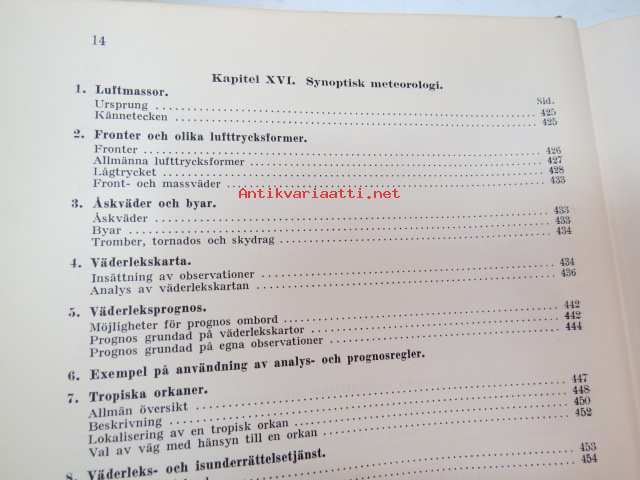 14
Kapitel XVI. Synoptisk meteorologi.
1. Luftmassor.
Sid.
Ursprung 425
Kännetecken 425
2. Fronter och olika lufttrycksformer.
Fronter 426
Allmänna lufttrycksformer 427
Lågtrycket 428
Front- och massväder 433
Antikvariaatti.net
3. Åskväder och byar.
Åskväder 433
Byar 433
Tromber, tornados och skydrag 434
4. Väderlekskarta.
Insättning av observationer 434
Analys av väderlekskartan 436
5. Väderleksprognos.
Möjligheter för prognos ombord 442
Prognos grundad på väderlekskartor 442
Prognos grundad på egna observationer 444
6. Exempel på användning av analys- och prognosregler.
7. Tropiska orkaner.
Allmän översikt 447
Beskrivning 448
Lokalisering av en tropisk orkan 450
Val av väg med hänsyn till en orkan 452
8. Väderleks- och isunderrättelsetjänst.
453
454